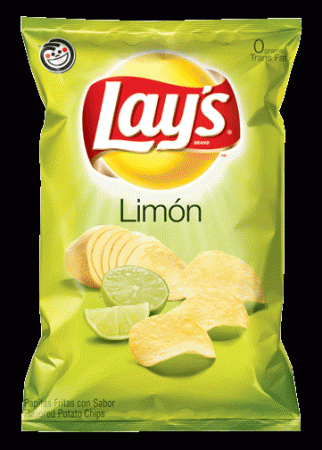 0 grams
Trans Fat
Lay's
BRAND
Limón
Papitas Fritas con Sabor
Flavored Potato Chips